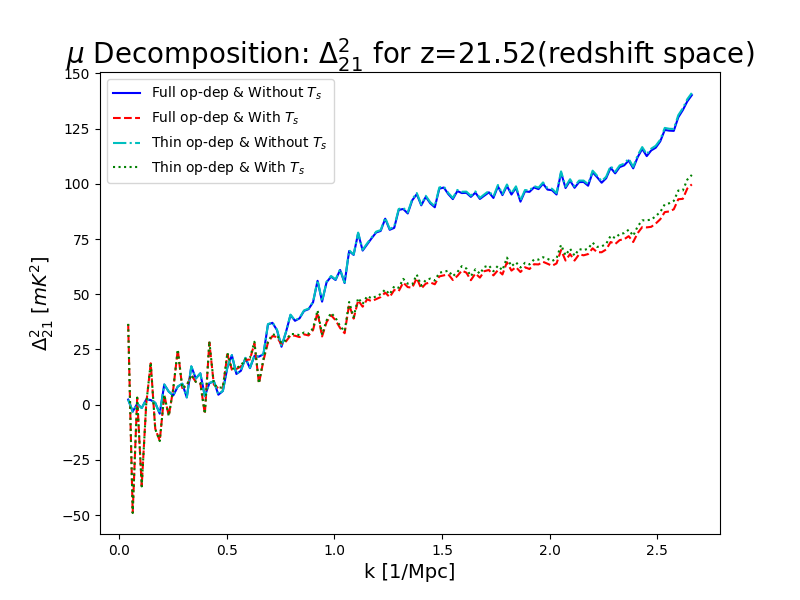 μ Decomposition: Δ²₂₁ for z=21.52(redshift space)
Full op-dep & Without Tₛ
Full op-dep & With Tₛ
Thin op-dep & Without Tₛ
Thin op-dep & With Tₛ
150
125
100
75
50
25
0
−25
−50
Δ²₂₁ [mK²]
0.0 0.5 1.0 1.5 2.0 2.5
k [1/Mpc]